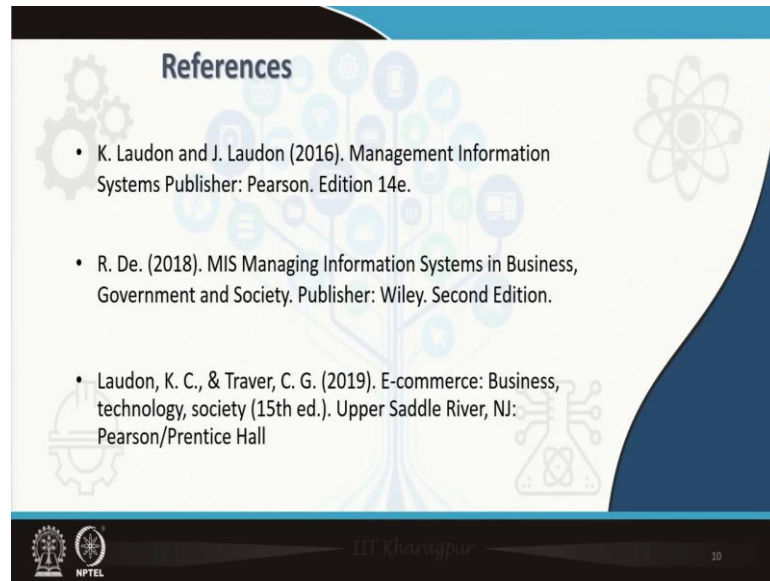 References
• K. Laudon and J. Laudon (2016). Management Information
Systems Publisher: Pearson. Edition 14e.
• R. De. (2018). MIS Managing Information Systems in Business,
Government and Society. Publisher: Wiley. Second Edition.
• Laudon, K. C., & Traver, C. G. (2019). E-commerce: Business,
technology, society (15th ed.). Upper Saddle River, NJ:
Pearson/Prentice Hall
NPTEL
IIT Kharagpur
10